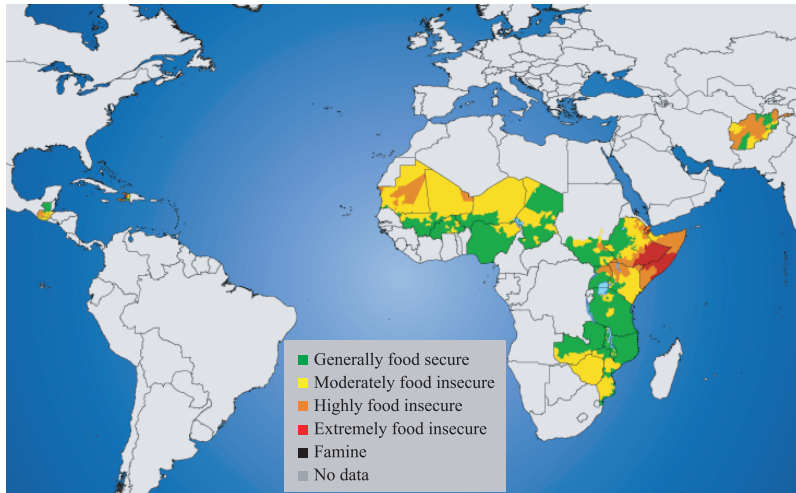 Generally food secure
Moderately food insecure
Highly food insecure
Extremely food insecure
Famine
No data